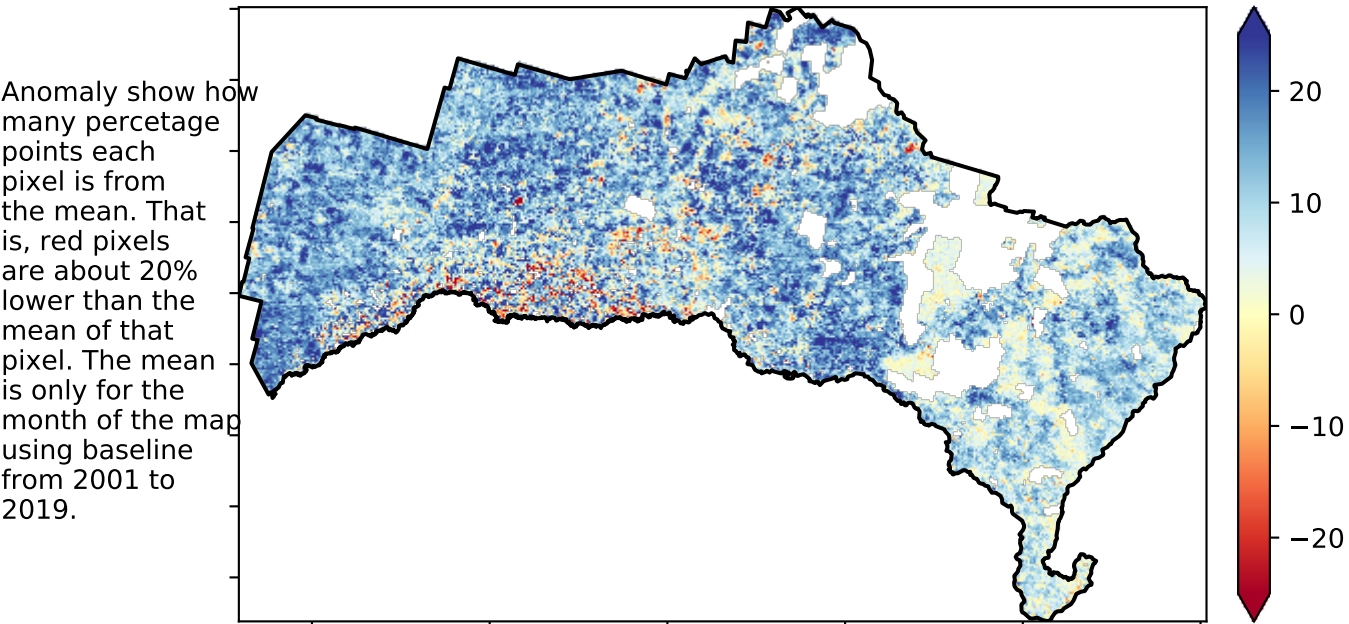 Anomaly show how
many percetage
points each
pixel is from
the mean. That
is, red pixels
are about 20%
lower than the
mean of that
pixel. The mean
is only for the
month of the map
using baseline
from 2001 to
2019.
20
10
0
−10
−20